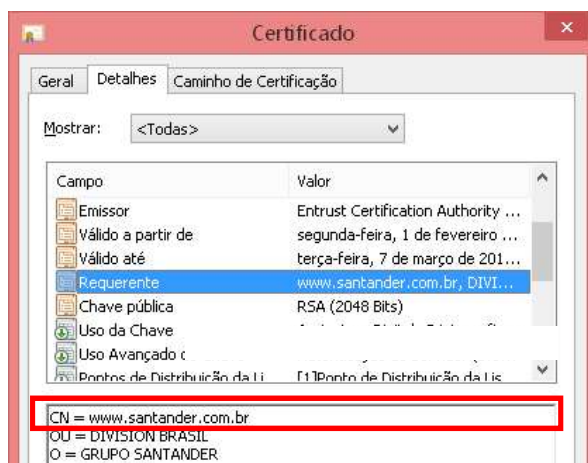 Certificado
Geral Detalhes Caminho de Certificação
Mostrar: <Todas>
Campo Valor
Emissor Entrust Certification Authority ...
Válido a partir de segunda-feira, 1 de fevereiro ...
Válido até terça-feira, 7 de março de 201...
Requerente www.santander.com.br, DIVI...
Chave pública RSA (2048 Bits)
Uso da Chave
Uso Avançado
Pontos de Distribuição da Li [1]Ponto de Distribuição da Lis
CN = www.santander.com.br
OU = DIVISION BRASIL
O = GRUPO SANTANDER